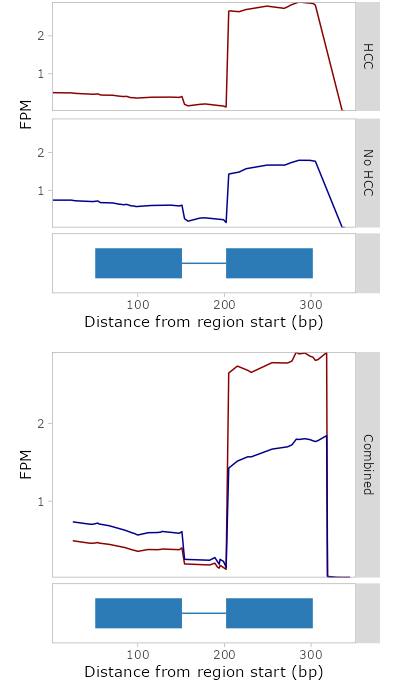 HCC
2
1
FPM
No HCC
2
1
100 200 300
Distance from region start (bp)
Combined
2
FPM
1
100 200 300
Distance from region start (bp)